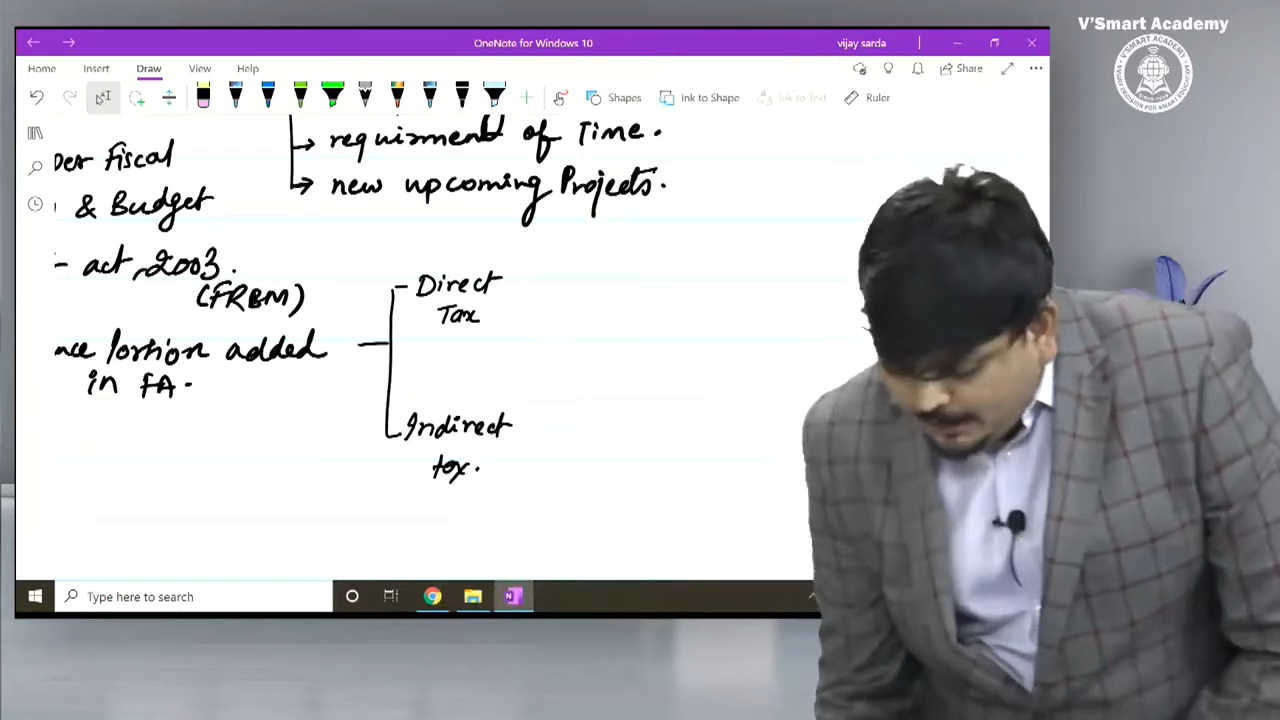 V'Smart Academy
OneNote for Windows 10
vijay sarda
Home Insert Draw View Help
Share
Shapes
Ink to Shape
Ink to Text
Ruler
→ requirment of Time.
→ new upcoming Projects.
Per Fiscal
& Budget
- act, 2003.
(FRBM)
nce Portion added
in FA.
Direct
Tax
Indirect
tax.
Type here to search